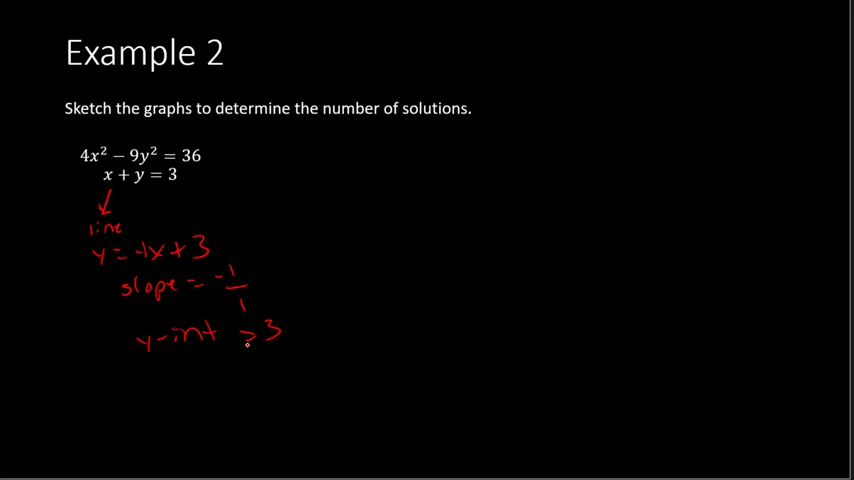 Example 2
Sketch the graphs to determine the number of solutions.
4x² − 9y² = 36
x + y = 3
line
y = -1x + 3
slope = -1/1
y-int = 3